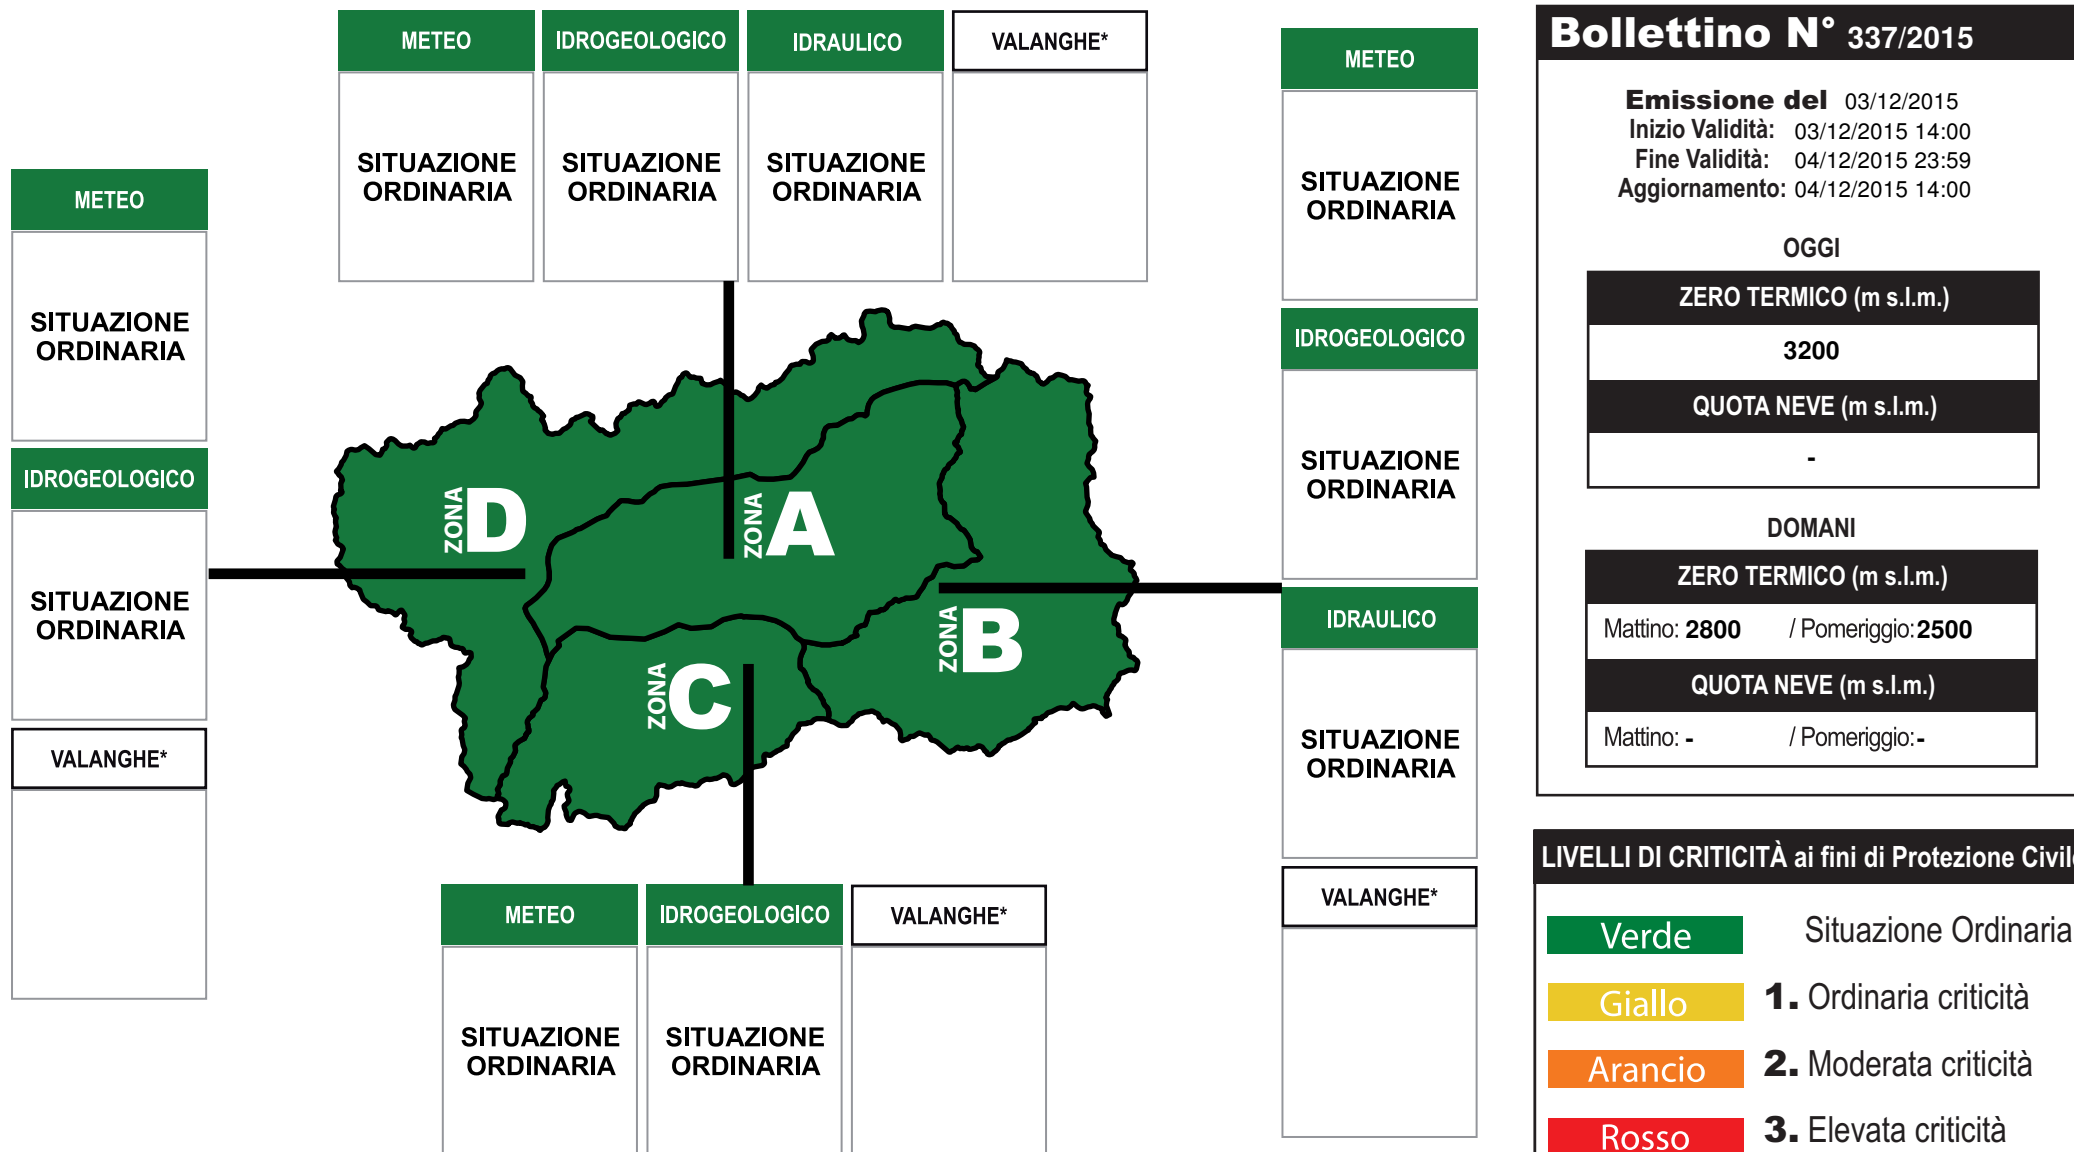 METEO IDROGEOLOGICO IDRAULICO VALANGHE*
SITUAZIONE ORDINARIA
SITUAZIONE ORDINARIA
SITUAZIONE ORDINARIA
METEO
SITUAZIONE
ORDINARIA
IDROGEOLOGICO
SITUAZIONE
ORDINARIA
VALANGHE*
ZONA D
ZONA A
ZONA B
ZONA C
METEO
SITUAZIONE
ORDINARIA
IDROGEOLOGICO
SITUAZIONE
ORDINARIA
IDRAULICO
SITUAZIONE
ORDINARIA
VALANGHE*
METEO IDROGEOLOGICO VALANGHE*
SITUAZIONE ORDINARIA
SITUAZIONE ORDINARIA
Bollettino N° 337/2015
Emissione del 03/12/2015
Inizio Validità: 03/12/2015 14:00
Fine Validità: 04/12/2015 23:59
Aggiornamento: 04/12/2015 14:00
OGGI
ZERO TERMICO (m s.l.m.)
3200
QUOTA NEVE (m s.l.m.)
-
DOMANI
ZERO TERMICO (m s.l.m.)
Mattino: 2800 / Pomeriggio: 2500
QUOTA NEVE (m s.l.m.)
Mattino: - / Pomeriggio: -
LIVELLI DI CRITICITÀ ai fini di Protezione Civile
Verde Situazione Ordinaria
Giallo 1. Ordinaria criticità
Arancio 2. Moderata criticità
Rosso 3. Elevata criticità